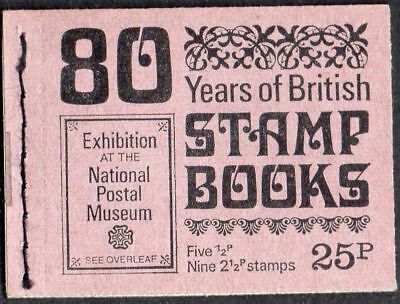 80
Years of British
STAMP
BOOKS
Exhibition
AT THE
National
Postal
Museum
SEE OVERLEAF
Five ½P
Nine 2½P stamps
25P